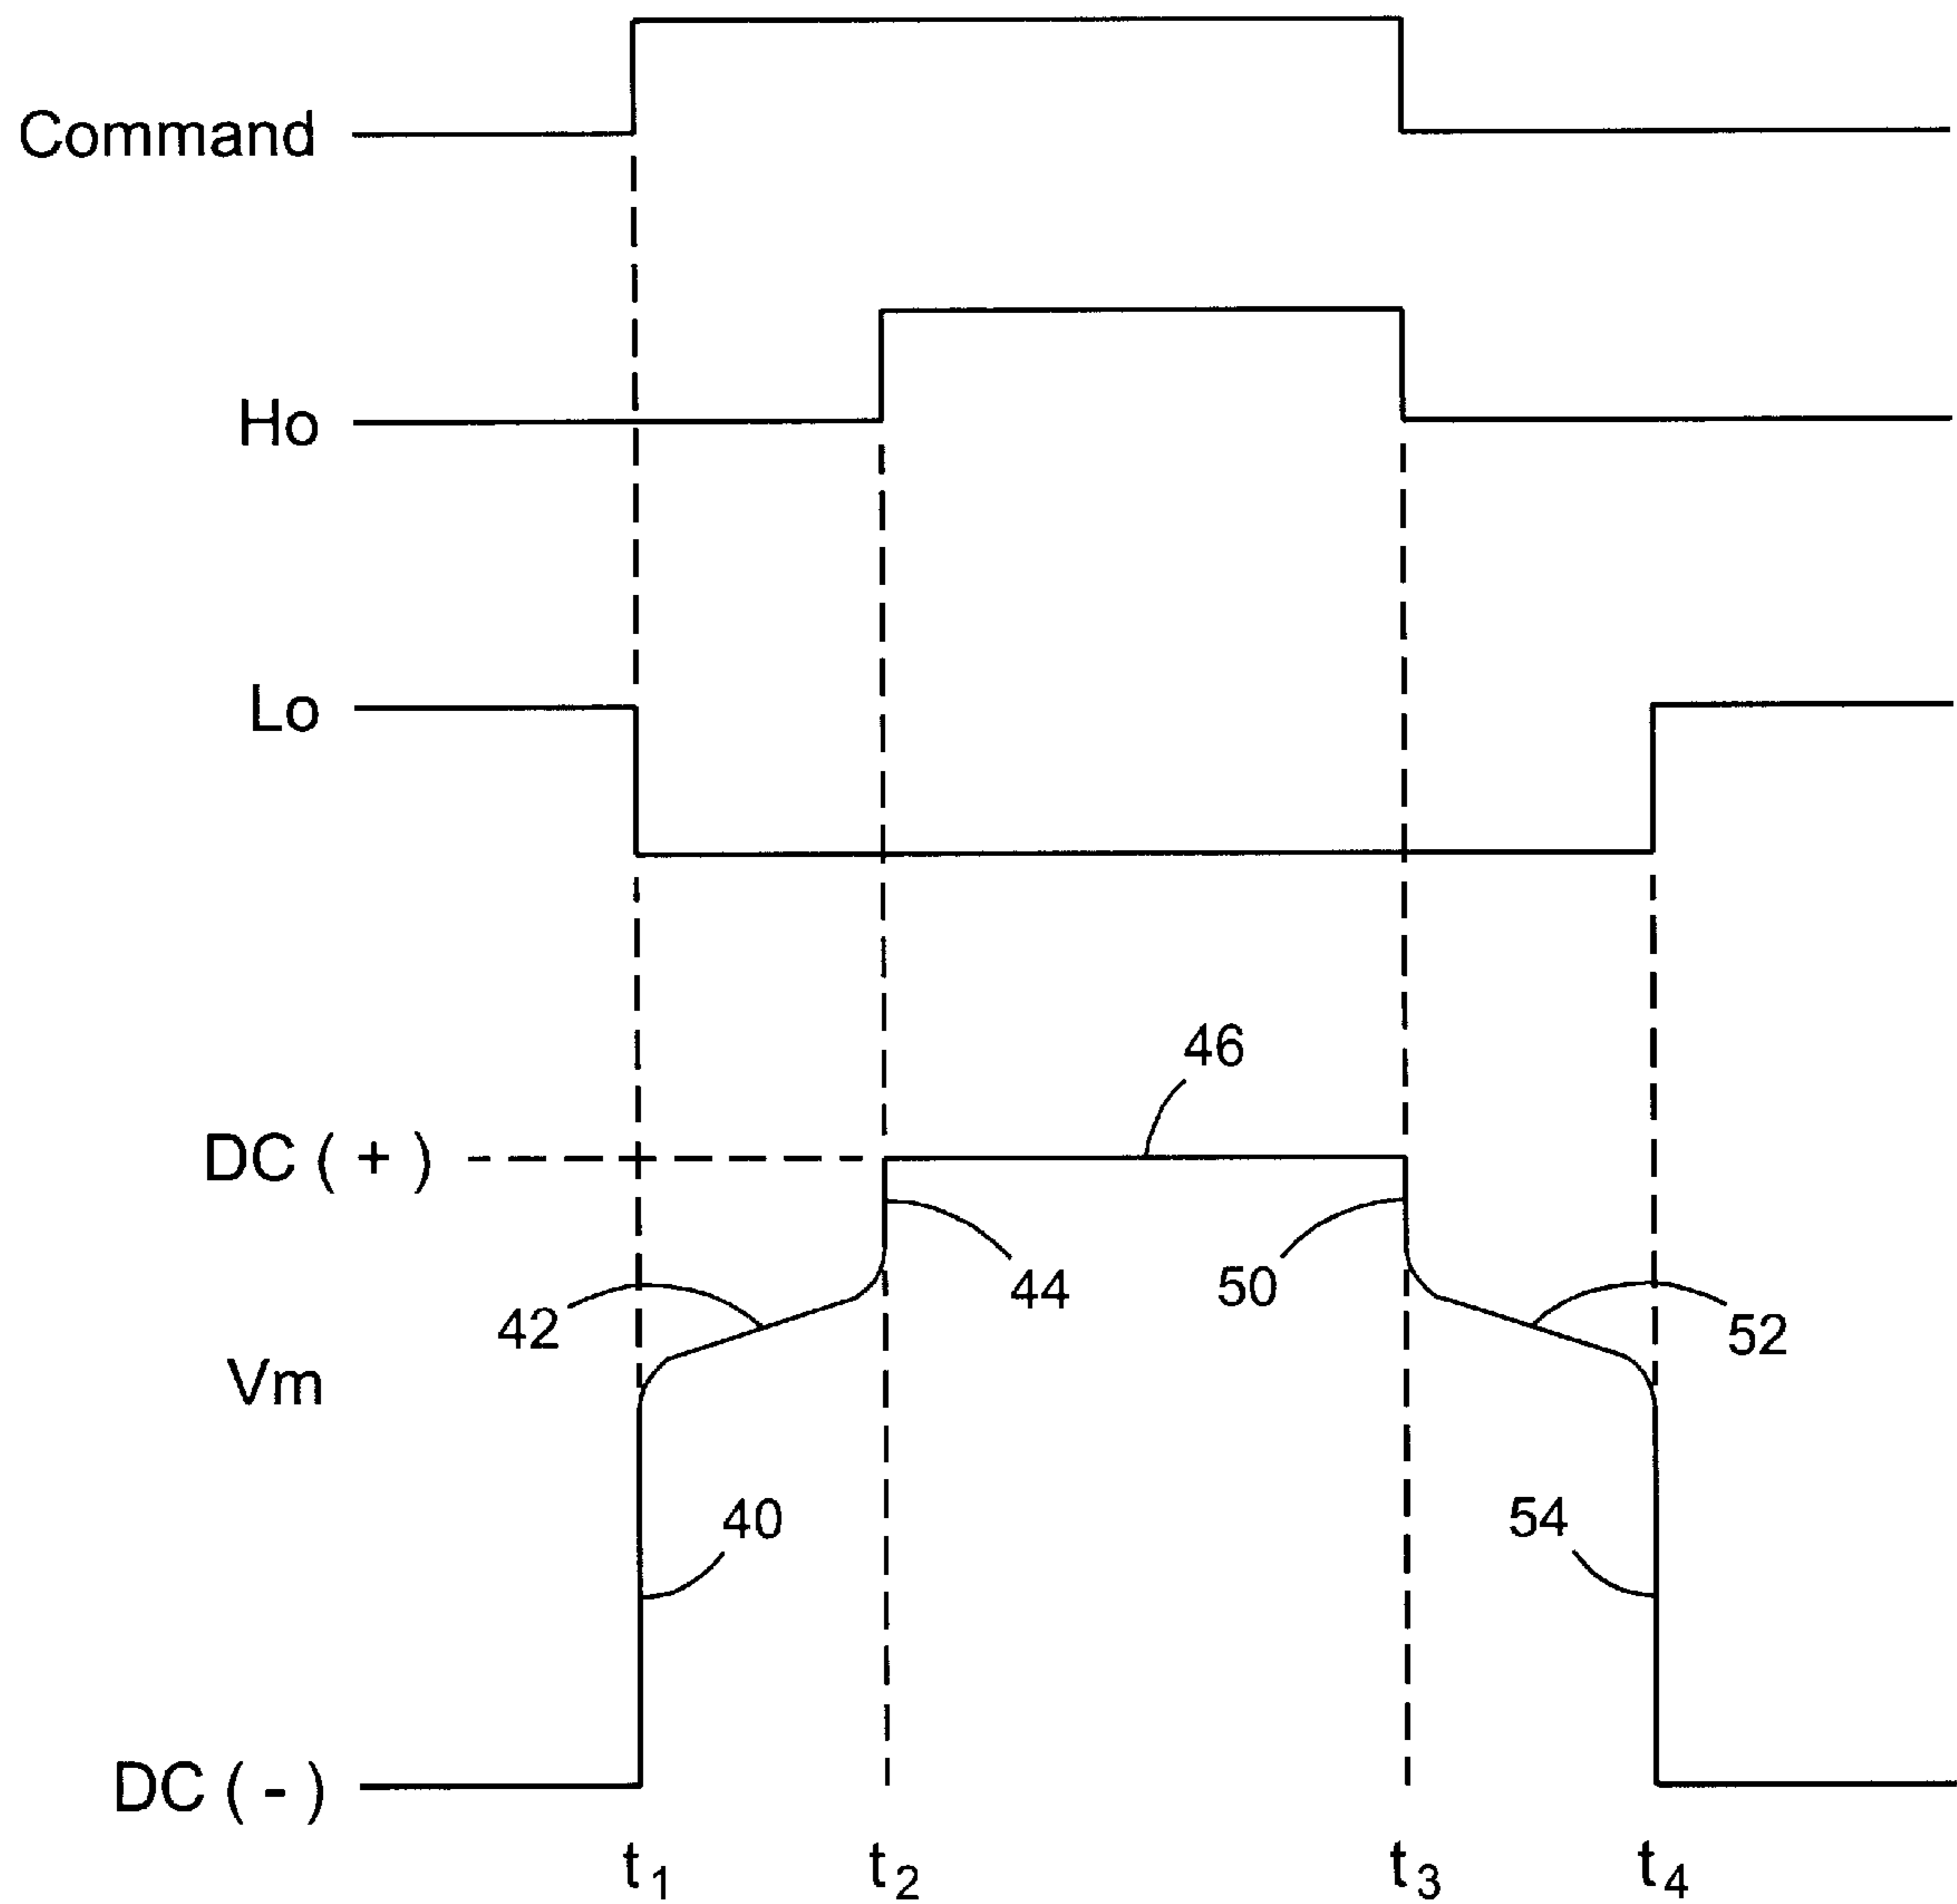 Command
Ho
Lo
46
DC ( + )
44
50
42
52
Vm
40
54
DC ( - )
t1 t2 t3 t4